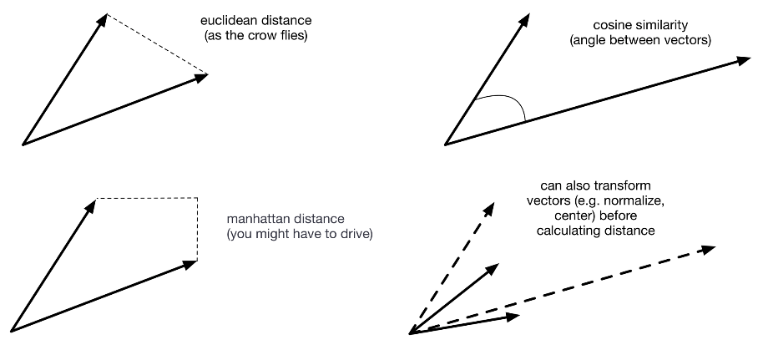 euclidean distance
(as the crow flies)
cosine similarity
(angle between vectors)
manhattan distance
(you might have to drive)
can also transform
vectors (e.g. normalize,
center) before
calculating distance